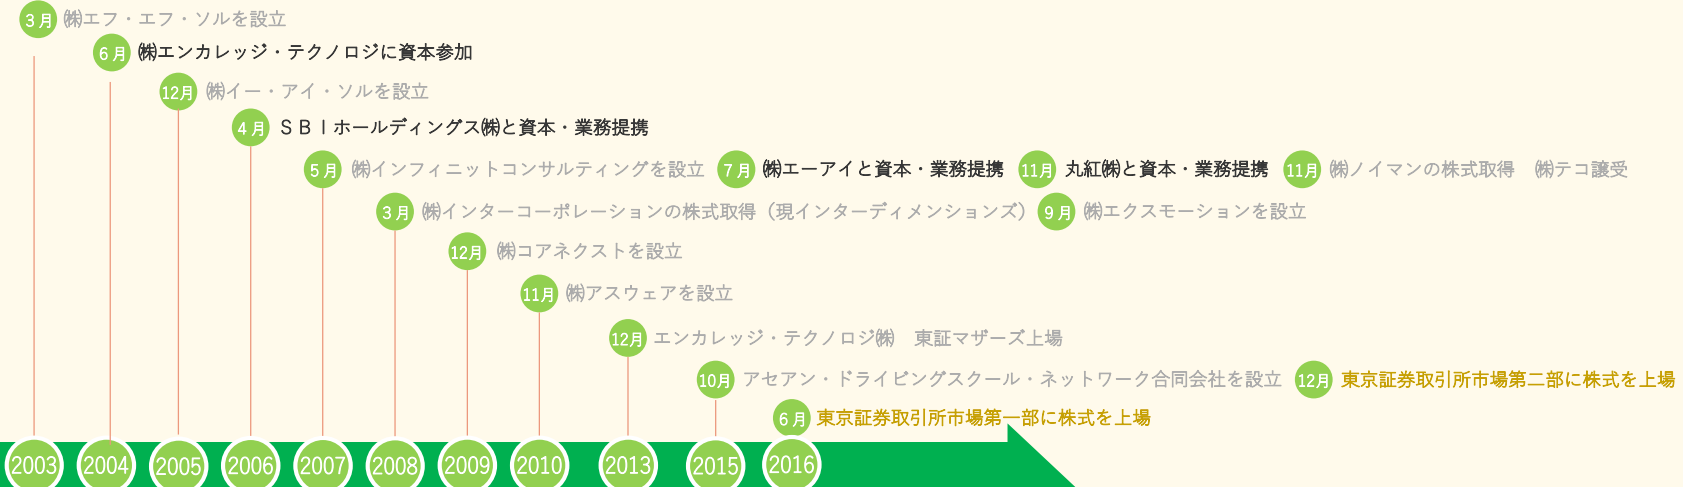 3月 ㈱エフ・エフ・ソルを設立
6月 ㈱エンカレッジ・テクノロジに資本参加
12月 ㈱イー・アイ・ソルを設立
4月 ＳＢＩホールディングス㈱と資本・業務提携
5月 ㈱インフィニットコンサルティングを設立 7月 ㈱エーアイと資本・業務提携 11月 丸紅㈱と資本・業務提携 11月 ㈱ノイマンの株式取得　㈱テコ譲受
3月 ㈱インターコーポレーションの株式取得（現インターディメンションズ） 9月 ㈱エクスモーションを設立
12月 ㈱コアネクストを設立
11月 ㈱アスウェアを設立
12月 エンカレッジ・テクノロジ㈱　東証マザーズ上場
10月 アセアン・ドライビングスクール・ネットワーク合同会社を設立 12月 東京証券取引所市場第二部に株式を上場
6月 東京証券取引所市場第一部に株式を上場
2003 2004 2005 2006 2007 2008 2009 2010 2013 2015 2016